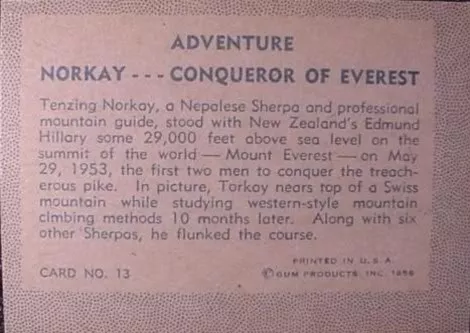 ADVENTURE
NORKAY - - - CONQUEROR OF EVEREST
Tenzing Norkay, a Nepalese Sherpa and professional
mountain guide, stood with New Zealand's Edmund
Hillary some 29,000 feet above sea level on the
summit of the world — Mount Everest — on May
29, 1953, the first two men to conquer the treach-
erous pike. In picture, Torkay nears top of a Swiss
mountain while studying western-style mountain
clmbing methods 10 months later. Along with six
other Sherpas, he flunked the course.
PRINTED IN U.S.A.
CARD NO. 13
© GUM PRODUCTS, INC. 1956